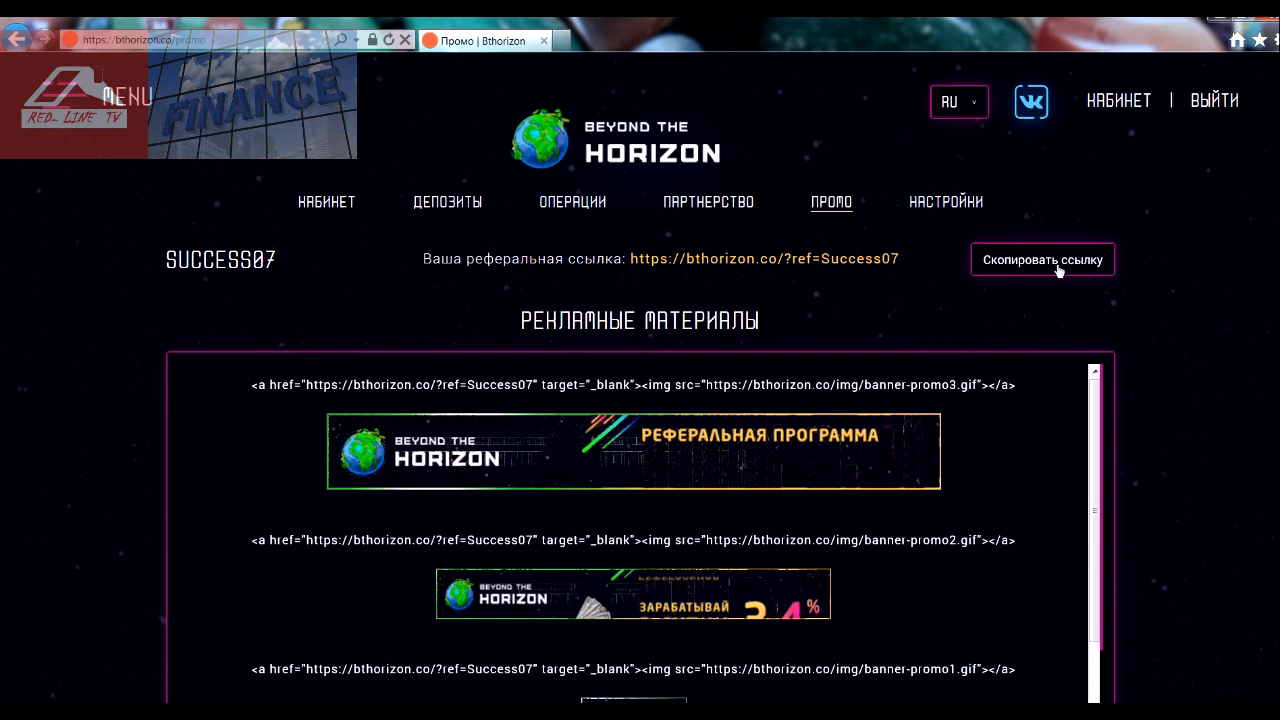 https://bthorizon.co/promo
Промо | Bthorizon
RED-LINE TV
MENU
FINANCE
RU
КАБИНЕТ | ВЫЙТИ
BEYOND THE
HORIZON
КАБИНЕТ ДЕПОЗИТЫ ОПЕРАЦИИ ПАРТНЕРСТВО ПРОМО НАСТРОЙКИ
SUCCESS07
Ваша реферальная ссылка: https://bthorizon.co/?ref=Success07
Скопировать ссылку
РЕКЛАМНЫЕ МАТЕРИАЛЫ
<a href="https://bthorizon.co/?ref=Success07" target="_blank"><img src="https://bthorizon.co/img/banner-promo3.gif"></a>
BEYOND THE
HORIZON
РЕФЕРАЛЬНАЯ ПРОГРАММА
<a href="https://bthorizon.co/?ref=Success07" target="_blank"><img src="https://bthorizon.co/img/banner-promo2.gif"></a>
BEYOND THE
HORIZON
ЗАРАБАТЫВАЙ
<a href="https://bthorizon.co/?ref=Success07" target="_blank"><img src="https://bthorizon.co/img/banner-promo1.gif"></a>